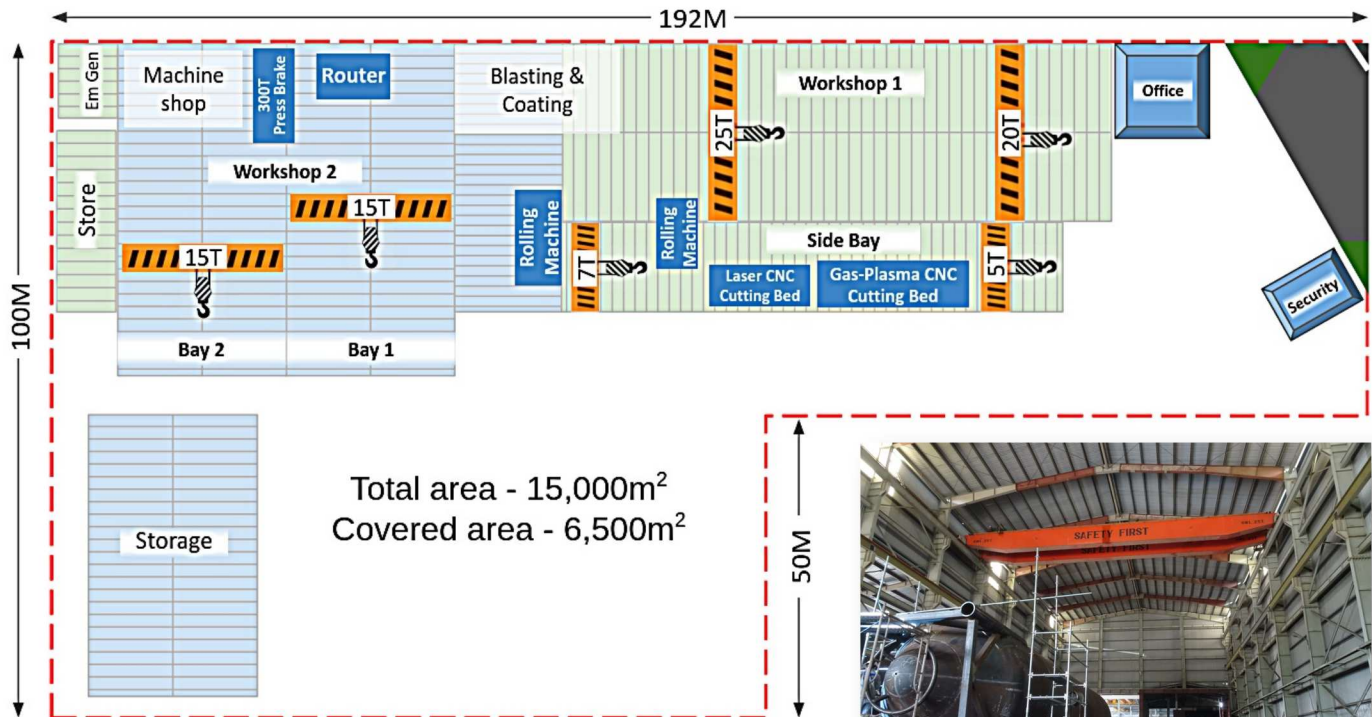 192M
100M
Em Gen
Machine
shop
300T
Press Brake
Router
Blasting &
Coating
25T
Workshop 1
20T
Office
Store
Workshop 2
15T
15T
Rolling
Machine
7T
Rolling
Machine
Side Bay
Laser CNC
Cutting Bed
Gas-Plasma CNC
Cutting Bed
5T
Security
Bay 2
Bay 1
Storage
Total area - 15,000m²
Covered area - 6,500m²
50M
SAFETY FIRST
SAFETY FIRST